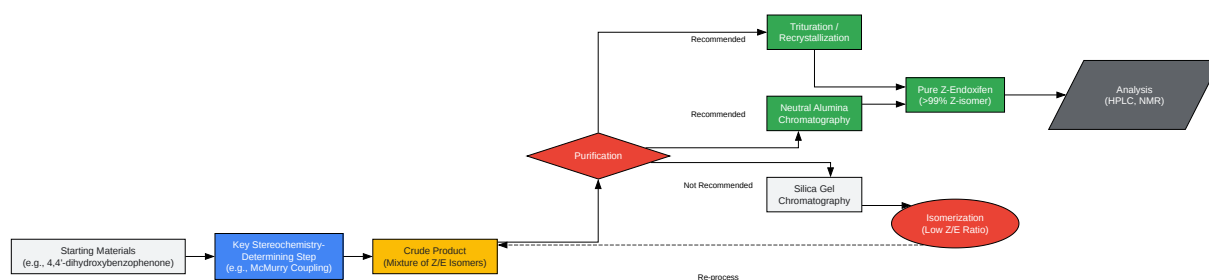 Trituration /
Recrystallization
Recommended
Pure Z-Endoxifen
(>99% Z-isomer)
Analysis
(HPLC, NMR)
Neutral Alumina
Chromatography
Recommended
Purification
Not Recommended
Silica Gel
Chromatography
Isomerization
(Low Z/E Ratio)
Starting Materials
(e.g., 4,4'-dihydroxybenzophenone)
Key Stereochemistry-
Determining Step
(e.g., McMurry Coupling)
Crude Product
(Mixture of Z/E Isomers)
Re-process